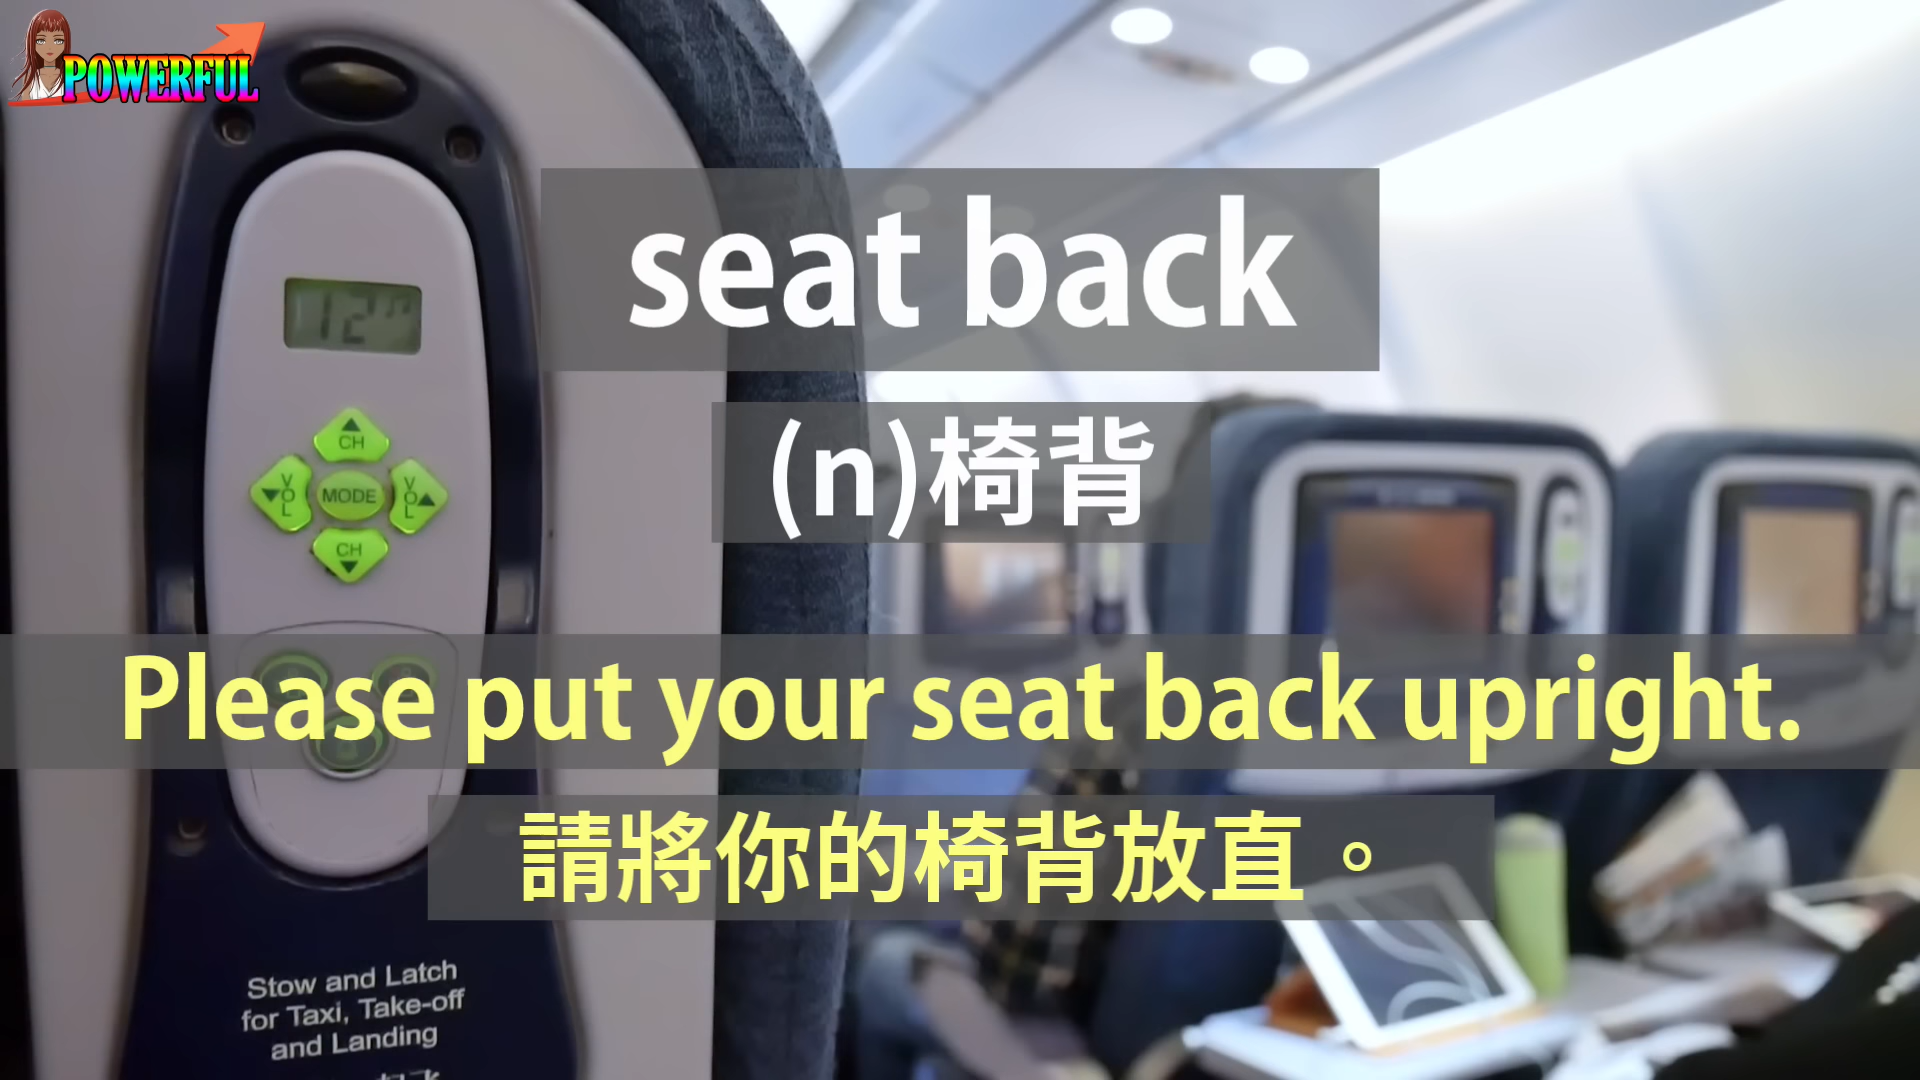 POWERFUL
seat back
(n)椅背
Please put your seat back upright.
請將你的椅背放直。
12
CH
VOL
MODE
VOL
CH
Stow and Latch
for Taxi, Take-off
and Landing